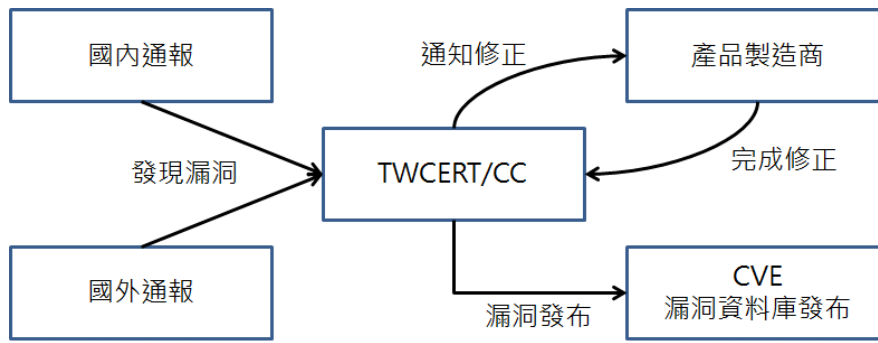 國內通報
通知修正
產品製造商
發現漏洞
TWCERT/CC
完成修正
國外通報
漏洞發布
CVE
漏洞資料庫發布